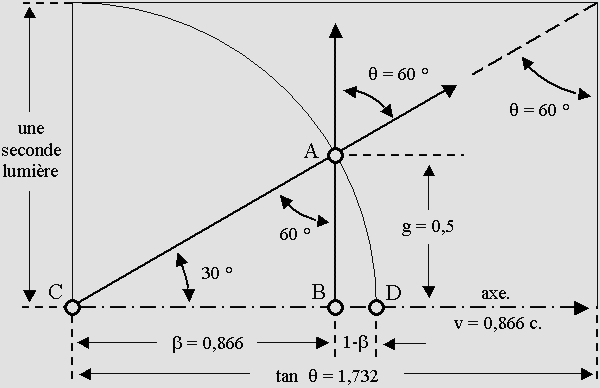 θ = 60 °
θ = 60 °
une
seconde
lumière
A
60 °
g = 0,5
30 °
C
B
D
axe.
v = 0,866 c.
β = 0,866
1-β
tan θ = 1,732